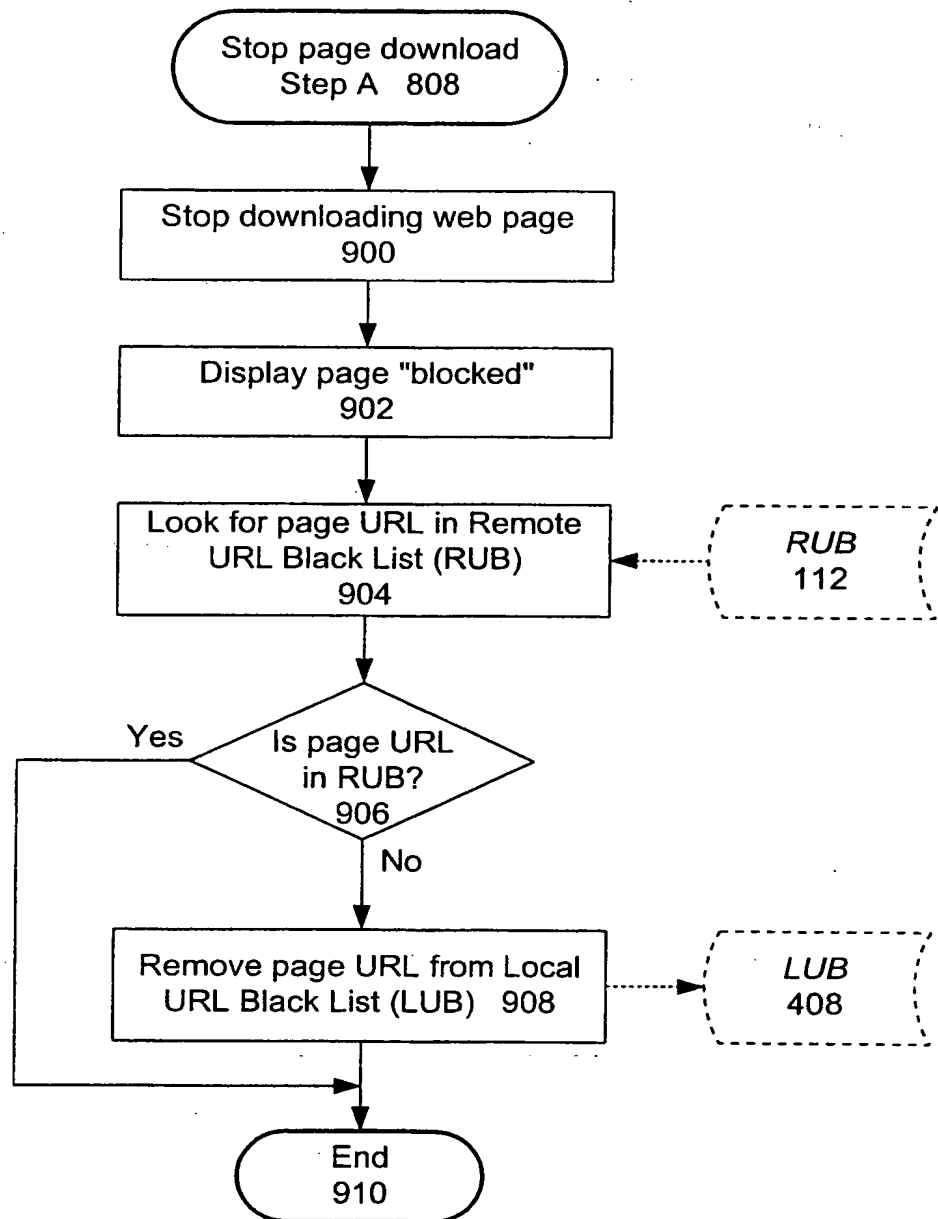 Stop page download
Step A 808
Stop downloading web page
900
Display page "blocked"
902
Look for page URL in Remote
URL Black List (RUB)
904
RUB
112
Yes
Is page URL
in RUB?
906
No
Remove page URL from Local
URL Black List (LUB) 908
LUB
408
End
910